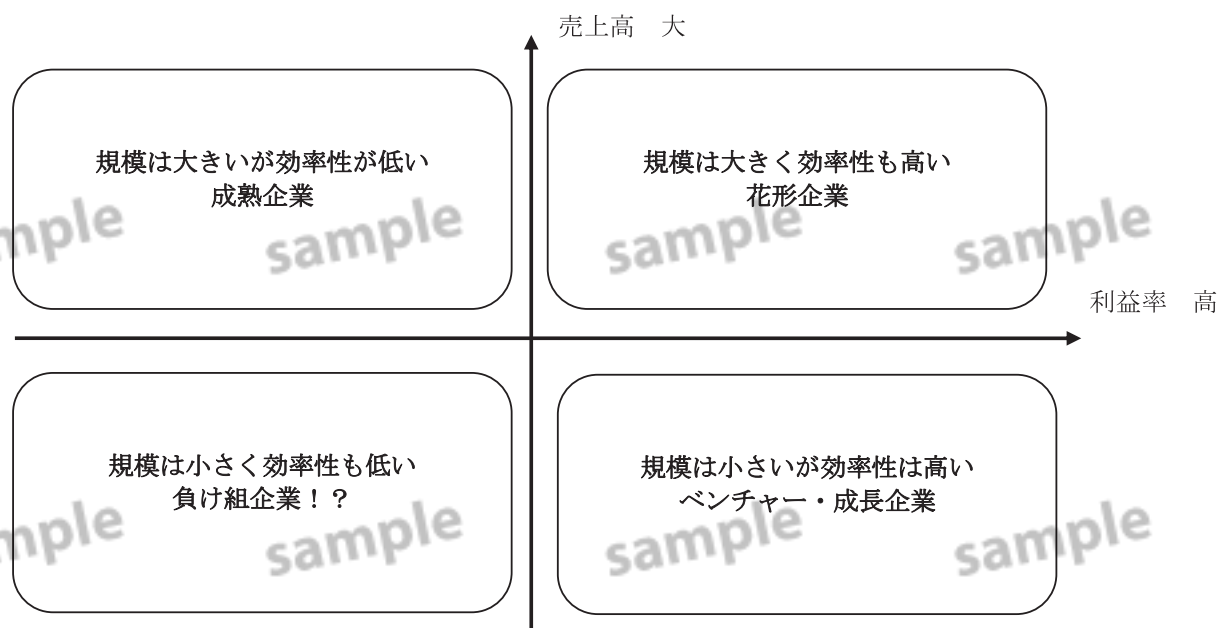 売上高　大
規模は大きいが効率性が低い
成熟企業
規模は大きく効率性も高い
花形企業
mple
sample
sample
sample
利益率　高
規模は小さく効率性も低い
負け組企業！？
規模は小さいが効率性は高い
ベンチャー・成長企業
mple
sample
sample
sample